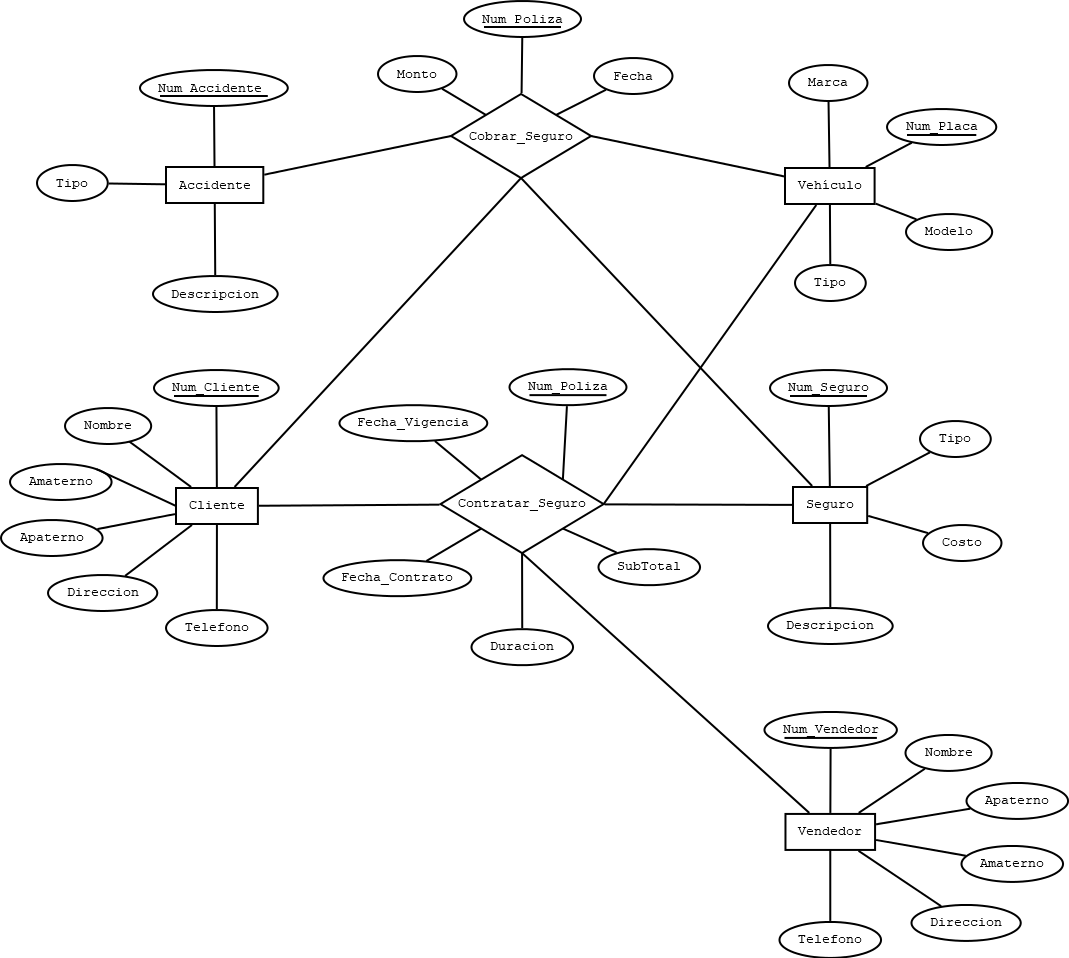 Num_Poliza
Monto
Fecha
Marca
Num_Accidente
Num_Placa
Cobrar_Seguro
Tipo
Accidente
Vehículo
Modelo
Descripcion
Tipo
Num_Cliente
Num_Poliza
Num_Seguro
Nombre
Fecha_Vigencia
Tipo
Amaterno
Cliente
Contratar_Seguro
Seguro
Apaterno
Costo
Direccion
Fecha_Contrato
SubTotal
Telefono
Duracion
Descripcion
Num_Vendedor
Nombre
Apaterno
Vendedor
Amaterno
Direccion
Telefono